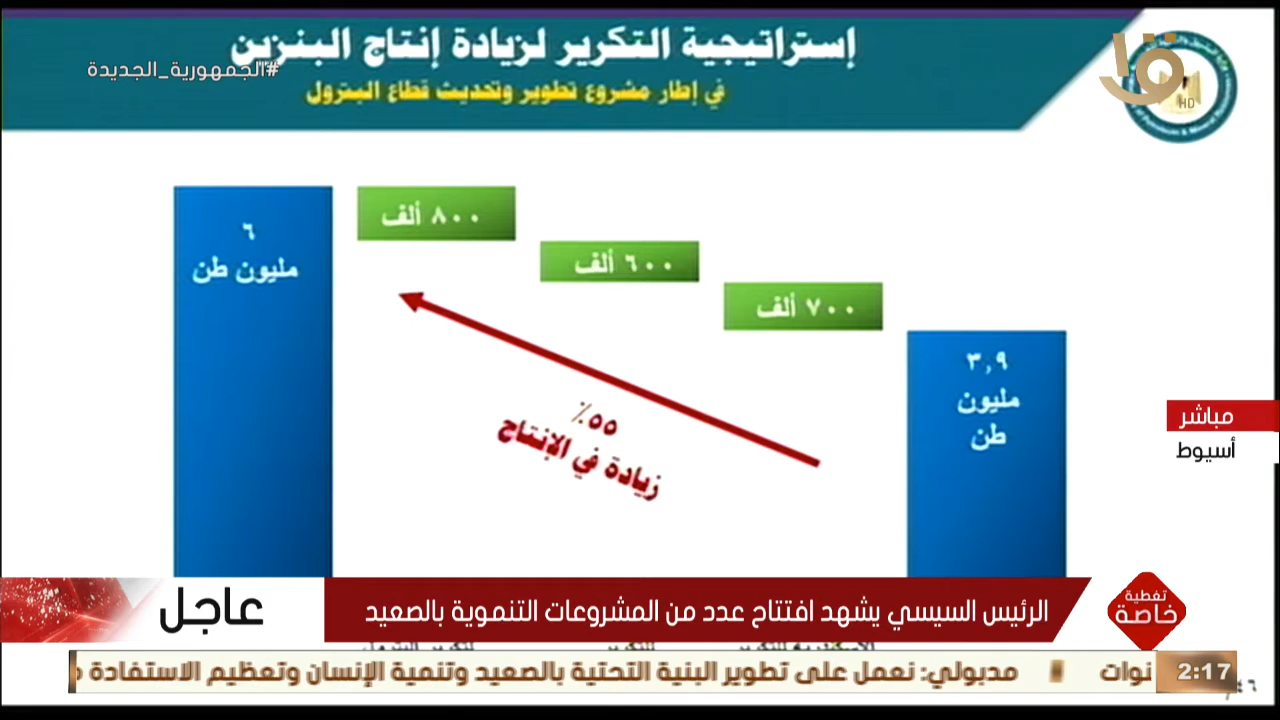 إستراتيجية التكرير لزيادة إنتاج البنزين
#الجمهورية_الجديدة
في إطار مشروع تطوير وتحديث قطاع البترول
HD
٨٠٠ ألف
٦
مليون طن
٦٠٠ ألف
٧٠٠ ألف
٣,٩
مليون
طن
٥٥٪
زيادة في الإنتاج
مباشر
أسيوط
تغطية
خاصة
الرئيس السيسي يشهد افتتاح عدد من المشروعات التنموية بالصعيد
عاجل
2:17
مدبولي: نعمل على تطوير البنية التحتية بالصعيد وتنمية الإنسان وتعظيم الاستفادة